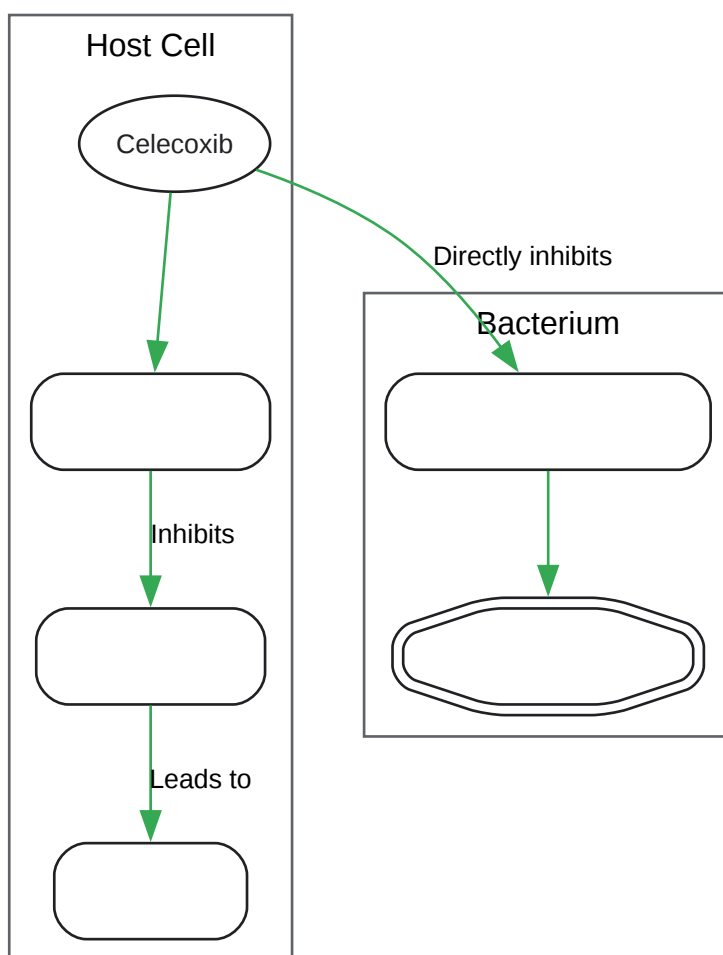 Host Cell
Celecoxib
Directly inhibits
Bacterium
Inhibits
Leads to